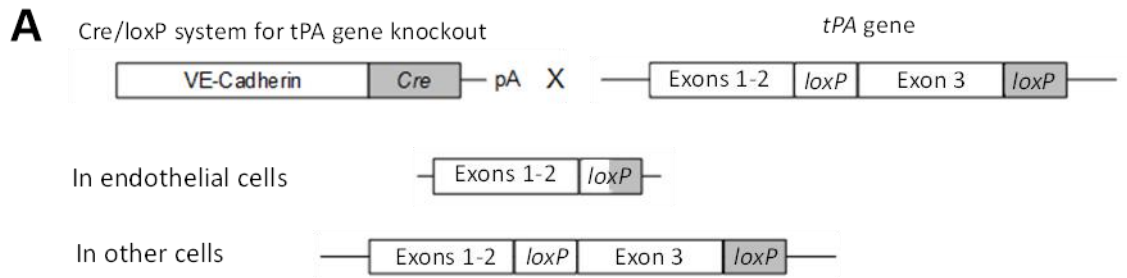 A
Cre/loxP system for tPA gene knockout
tPA gene
VE-Cadherin Cre pA X Exons 1-2 loxP Exon 3 loxP
In endothelial cells Exons 1-2 loxP
In other cells Exons 1-2 loxP Exon 3 loxP